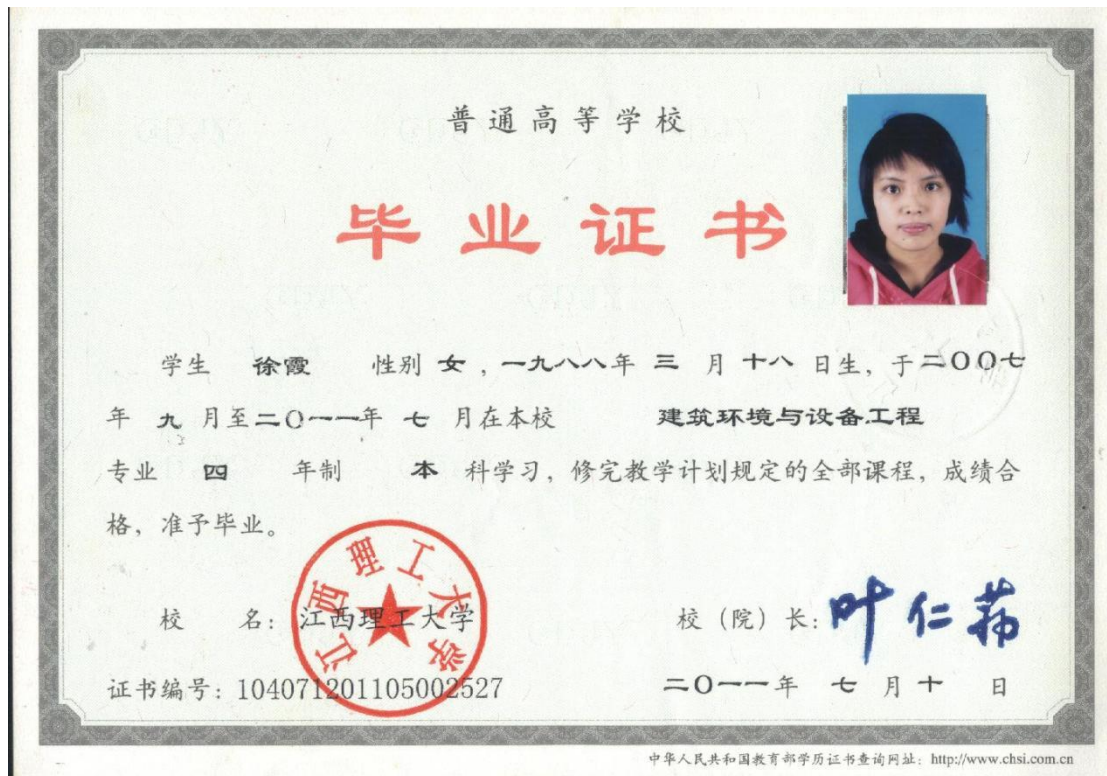 普通高等学校
毕业证书
学生 徐霞 性别 女，一九八八年 三 月 十八 日生，于二〇〇七
年 九 月至二〇一一年 七 月在本校 建筑环境与设备工程
专业 四 年制 本 科学习，修完教学计划规定的全部课程，成绩合
格，准予毕业。
江西理工大学
校 名：江西理工大学 校（院）长：叶仁荪
证书编号：104071201105002527 二〇一一年 七 月 十 日
中华人民共和国教育部学历证书查询网址：http://www.chsi.com.cn